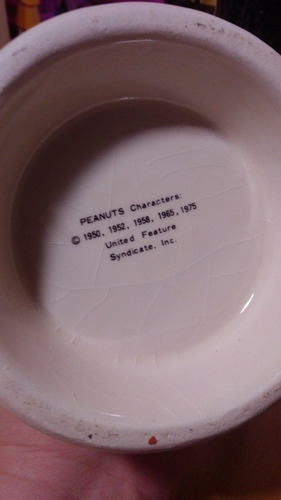 PEANUTS Characters:
© 1950, 1952, 1958, 1965, 1975
United Feature
Syndicate, Inc.